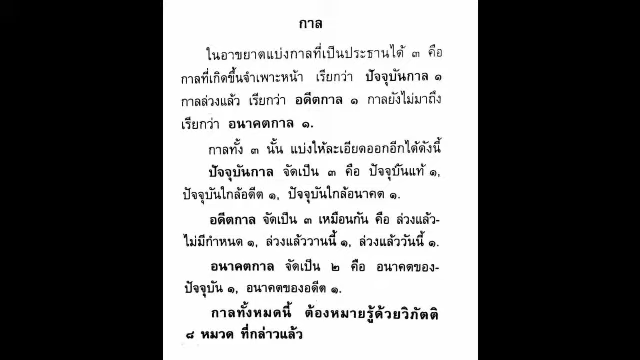 กาล
ในอาขยาตแบ่งกาลที่เป็นประธานได้ ๓ คือ
กาลที่เกิดขึ้นจำเพาะหน้า เรียกว่า ปัจจุบันกาล ๑
กาลล่วงแล้ว เรียกว่า อดีตกาล ๑ กาลยังไม่มาถึง
เรียกว่า อนาคตกาล ๑.
กาลทั้ง ๓ นั้น แบ่งให้ละเอียดออกอีกได้ดังนี้
ปัจจุบันกาล จัดเป็น ๓ คือ ปัจจุบันแท้ ๑,
ปัจจุบันใกล้อดีต ๑, ปัจจุบันใกล้อนาคต ๑.
อดีตกาล จัดเป็น ๓ เหมือนกัน คือ ล่วงแล้ว-
ไม่มีกำหนด ๑, ล่วงแล้ววานนี้ ๑, ล่วงแล้ววันนี้ ๑.
อนาคตกาล จัดเป็น ๒ คือ อนาคตของ-
ปัจจุบัน ๑, อนาคตของอดีต ๑.
กาลทั้งหมดนี้ ต้องหมายรู้ด้วยวิภัตติ
๘ หมวด ที่กล่าวแล้ว